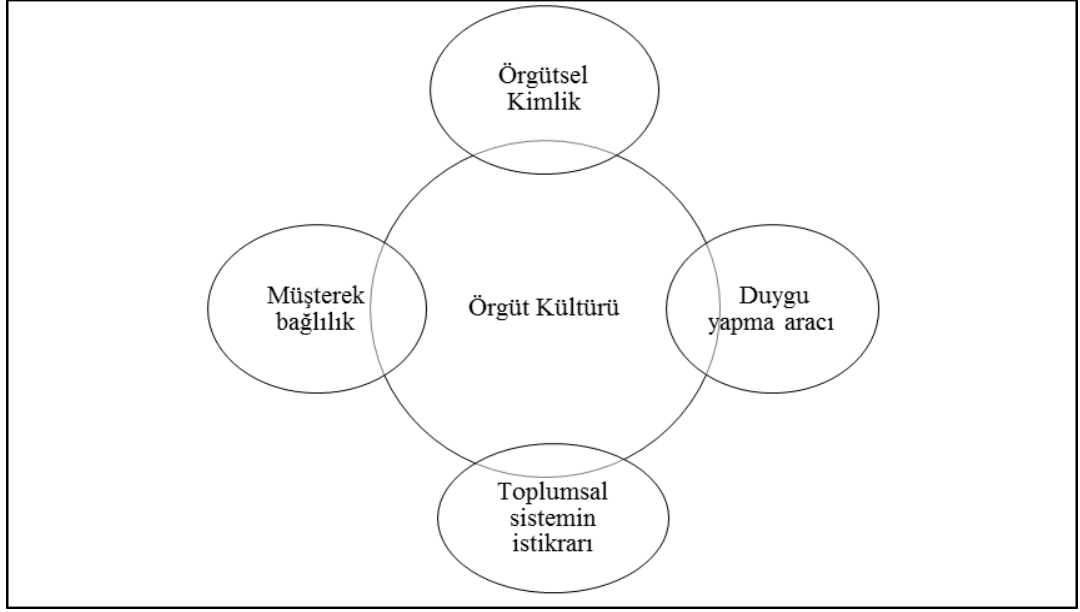 Örgütsel
Kimlik
Müşterek
bağlılık
Örgüt Kültürü
Duygu
yapma aracı
Toplumsal
sistemin
istikrarı